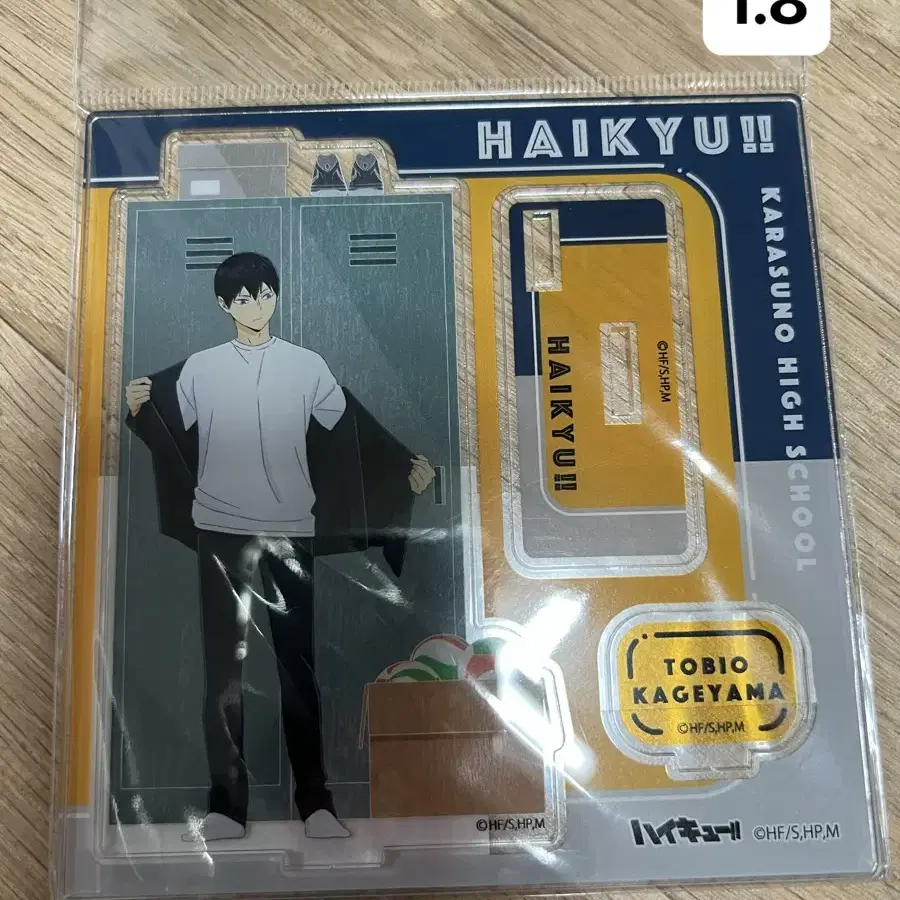 1.8
HAIKYU!!
KARASUNO HIGH SCHOOL
HAIKYU!!
©HF/S,HP,M
TOBIO
KAGEYAMA
©HF/S,HP,M
©HF/S,HP,M
ハイキュー!! ©HF/S,HP,M